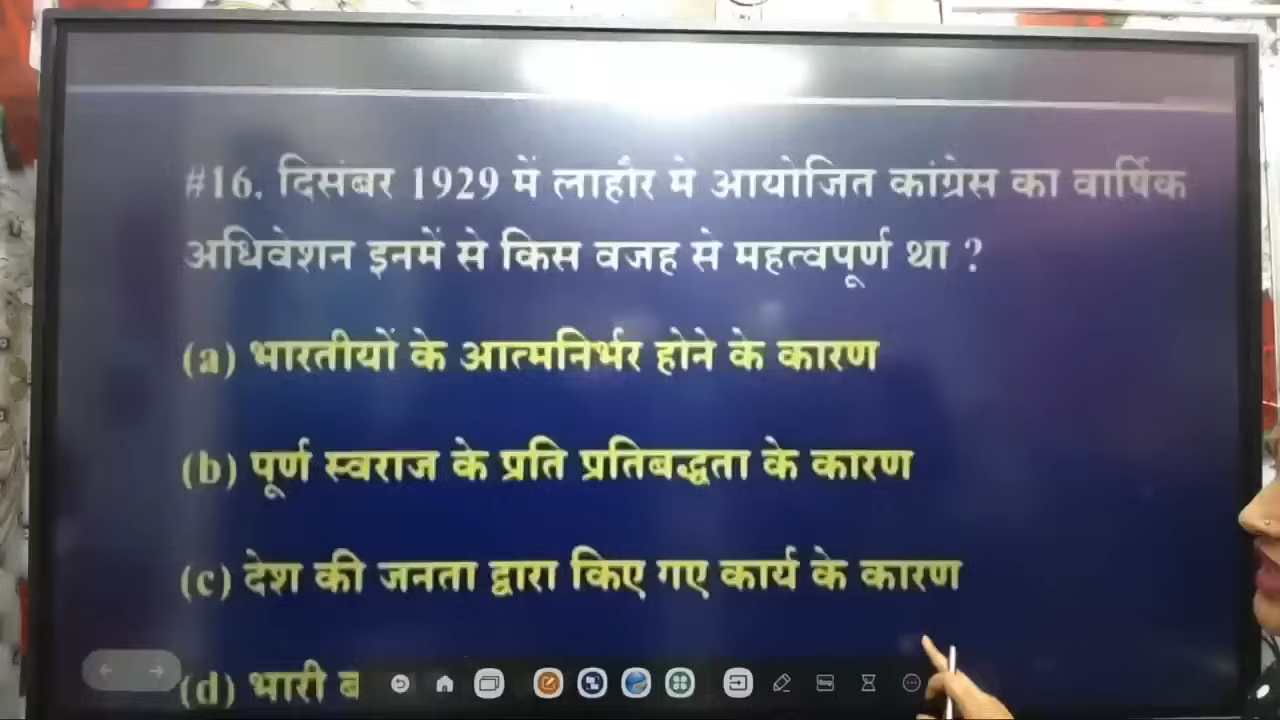 #16. दिसंबर 1929 में लाहौर मे आयोजित कांग्रेस का वार्षिक
अधिवेशन इनमें से किस वजह से महत्वपूर्ण था ?
(a) भारतीयों के आत्मनिर्भर होने के कारण
(b) पूर्ण स्वराज के प्रति प्रतिबद्धता के कारण
(c) देश की जनता द्वारा किए गए कार्य के कारण
(d) भारी